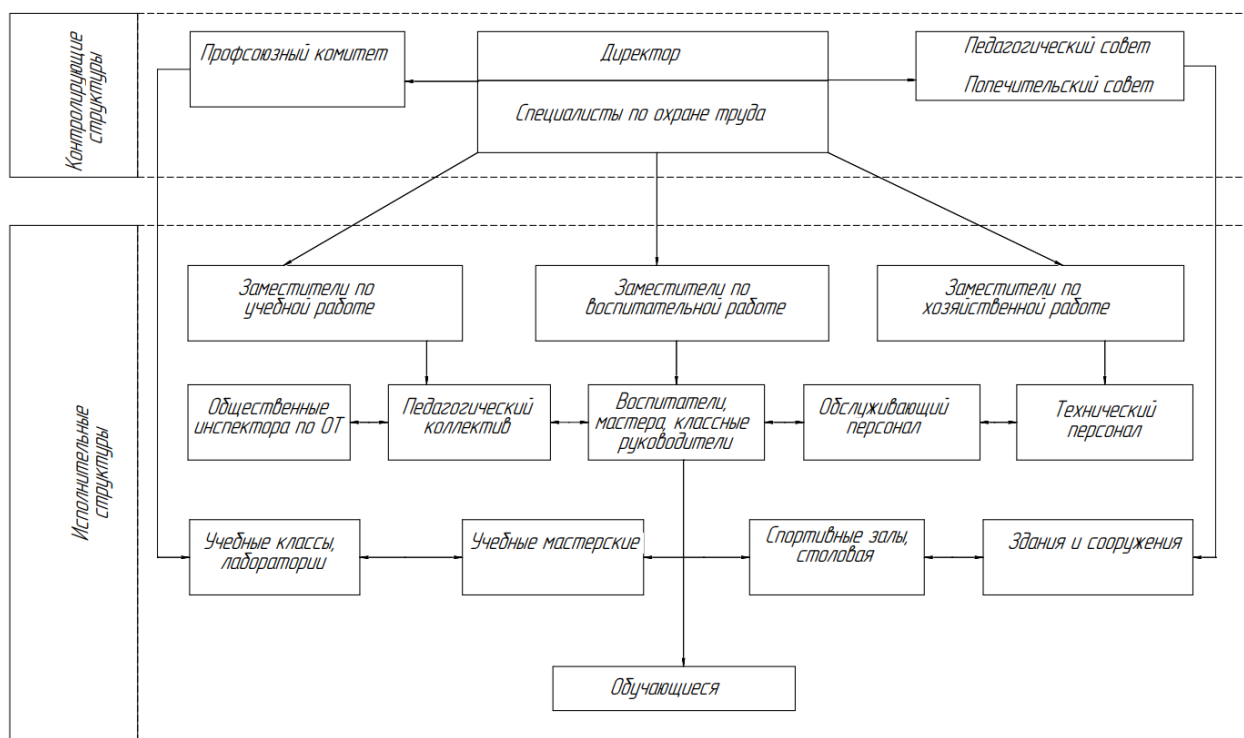 Контролирующие
структуры
Профсоюзный комитет
Директор
Специалисты по охране труда
Педагогический совет
Попечительский совет
Исполнительные
структуры
Заместители по
учебной работе
Заместители по
воспитательной работе
Заместители по
хозяйственной работе
Общественные
инспектора по ОТ
Педагогический
коллектив
Воспитатели,
мастера, классные
руководители
Обслуживающий
персонал
Технический
персонал
Учебные классы,
лаборатории
Учебные мастерские
Спортивные залы,
столовая
Здания и сооружения
Обучающиеся